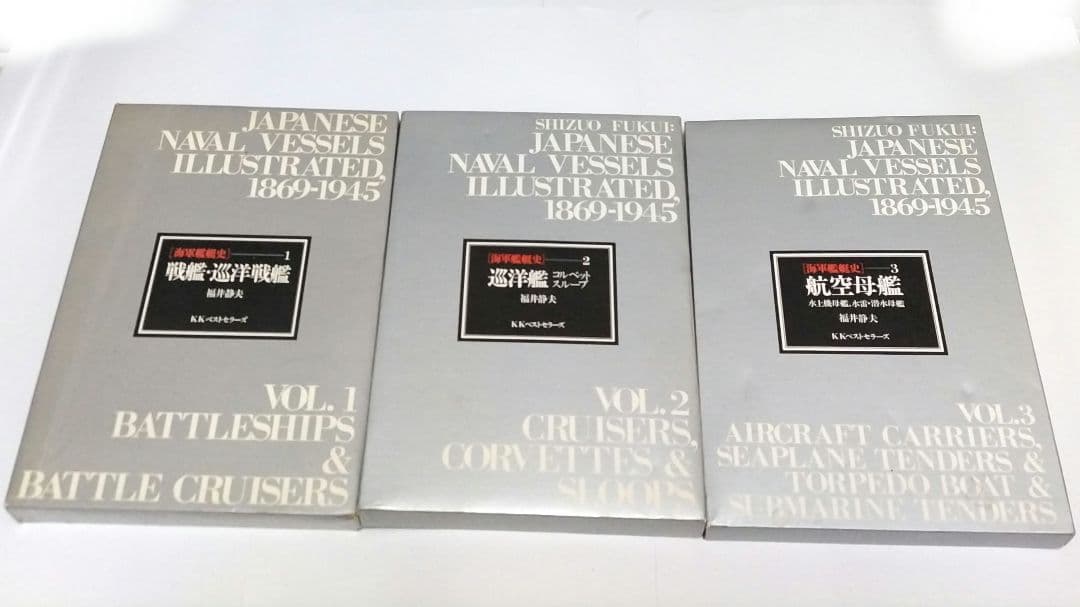 JAPANESE
NAVAL VESSELS
ILLUSTRATED,
1869-1945
[海軍艦艇史]—1
戦艦・巡洋戦艦
福井静夫
KKベストセラーズ
VOL. 1
BATTLESHIPS
&
BATTLE CRUISERS
SHIZUO FUKUI:
JAPANESE
NAVAL VESSELS
ILLUSTRATED,
1869-1945
[海軍艦艇史]—2
巡洋艦 コルベット
スループ
福井静夫
KKベストセラーズ
VOL. 2
CRUISERS,
CORVETTES &
SLOOPS
SHIZUO FUKUI:
JAPANESE
NAVAL VESSELS
ILLUSTRATED,
1869-1945
[海軍艦艇史]—3
航空母艦
水上機母艦,水雷・潜水母艦
福井静夫
KKベストセラーズ
VOL.3
AIRCRAFT CARRIERS,
SEAPLANE TENDERS &
TORPEDO BOAT &
SUBMARINE TENDERS